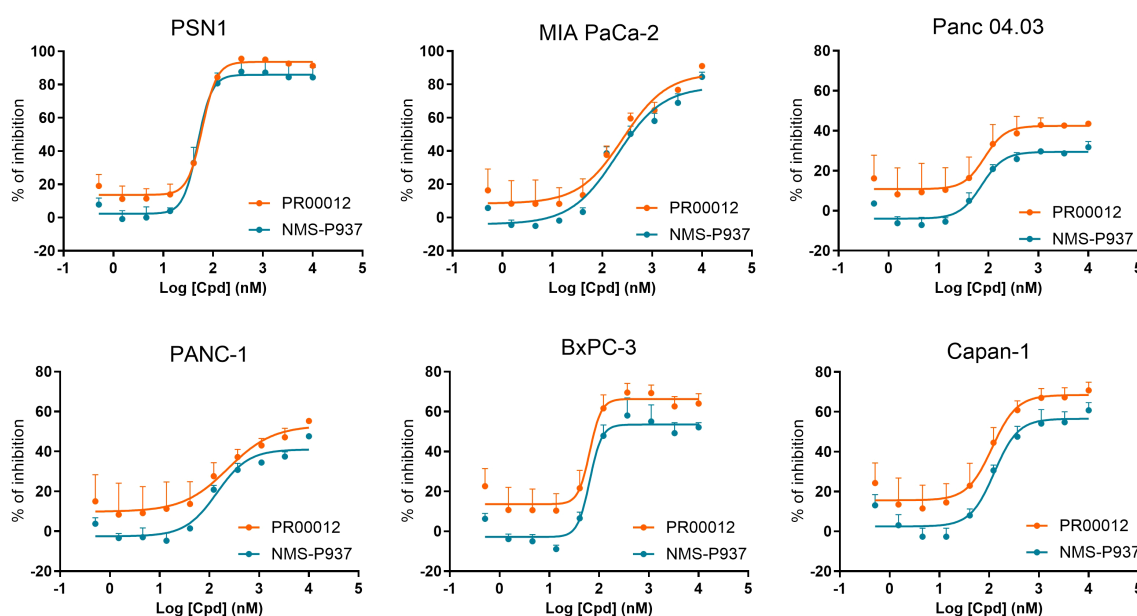 PSN1
100
80
60
40
20
0
-20
% of inhibition
PR00012
NMS-P937
-1 0 1 2 3 4 5
Log [Cpd] (nM)
MIA PaCa-2
100
80
60
40
20
0
-20
% of inhibition
PR00012
NMS-P937
-1 0 1 2 3 4 5
Log [Cpd] (nM)
Panc 04.03
80
60
40
20
0
-20
% of inhibition
PR00012
NMS-P937
-1 0 1 2 3 4 5
Log [Cpd] (nM)
PANC-1
80
60
40
20
0
-20
% of inhibition
PR00012
NMS-P937
-1 0 1 2 3 4 5
Log [Cpd] (nM)
BxPC-3
80
60
40
20
0
-20
% of inhibition
PR00012
NMS-P937
-1 0 1 2 3 4 5
Log [Cpd] (nM)
Capan-1
80
60
40
20
0
-20
% of inhibition
PR00012
NMS-P937
-1 0 1 2 3 4 5
Log [Cpd] (nM)